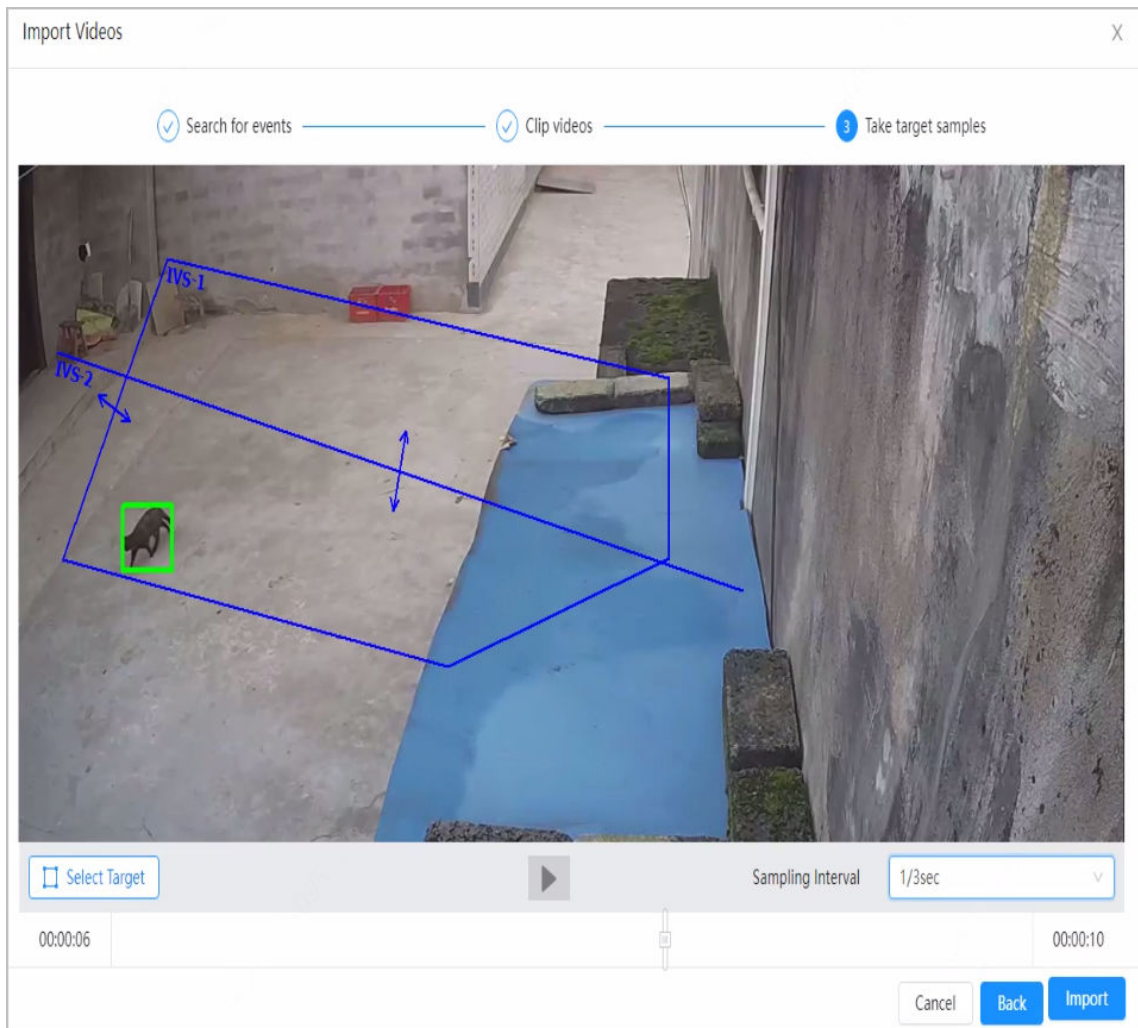 Import Videos X
Search for events Clip videos 3 Take target samples
IVS-1
IVS-2
Select Target Sampling Interval 1/3sec
00:00:06 00:00:10
Cancel Back Import